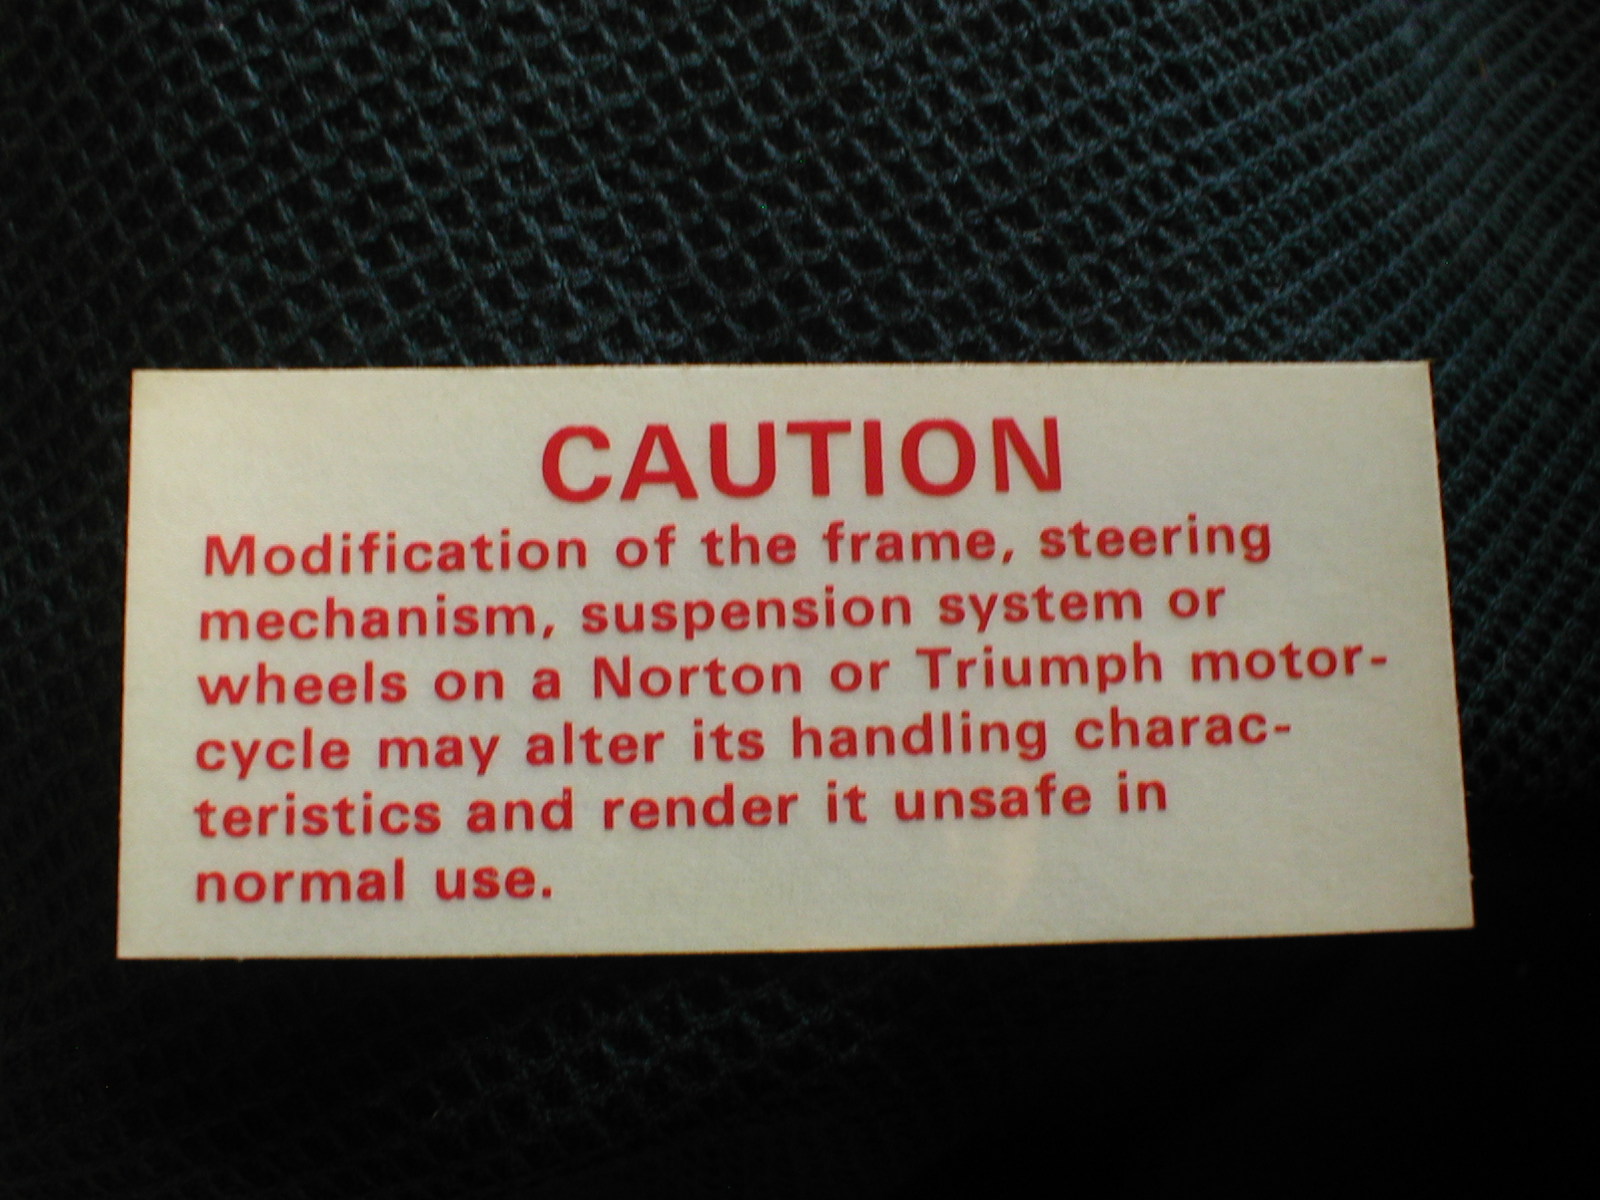 CAUTION
Modification of the frame, steering
mechanism, suspension system or
wheels on a Norton or Triumph motor-
cycle may alter its handling charac-
teristics and render it unsafe in
normal use.